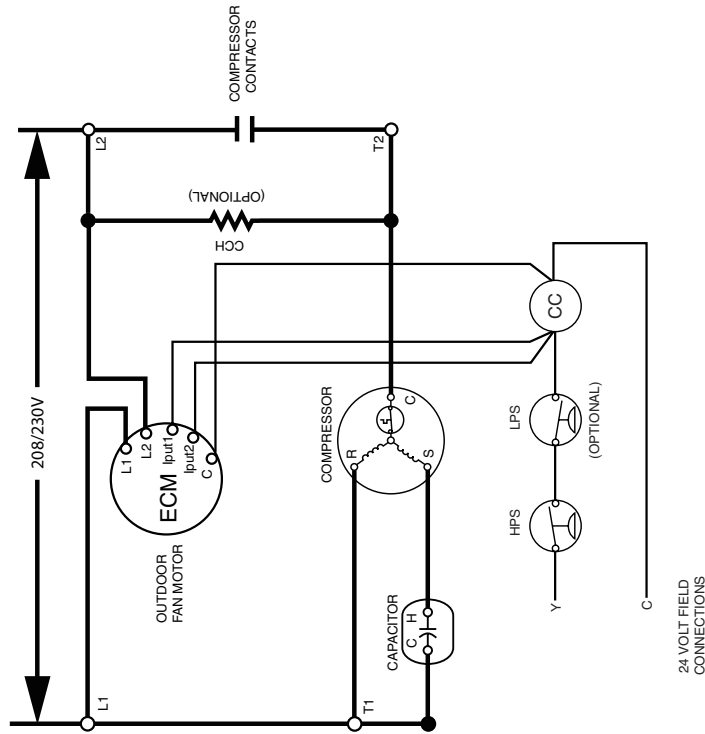 208/230V
L1
L2
COMPRESSOR
CONTACTS
T2
CCH
(OPTIONAL)
L1
L2
Iput1
Iput2
C
ECM
OUTDOOR
FAN MOTOR
COMPRESSOR
R
S
C
CAPACITOR
C
H
T1
CC
LPS
(OPTIONAL)
HPS
Y
C
24 VOLT FIELD
CONNECTIONS